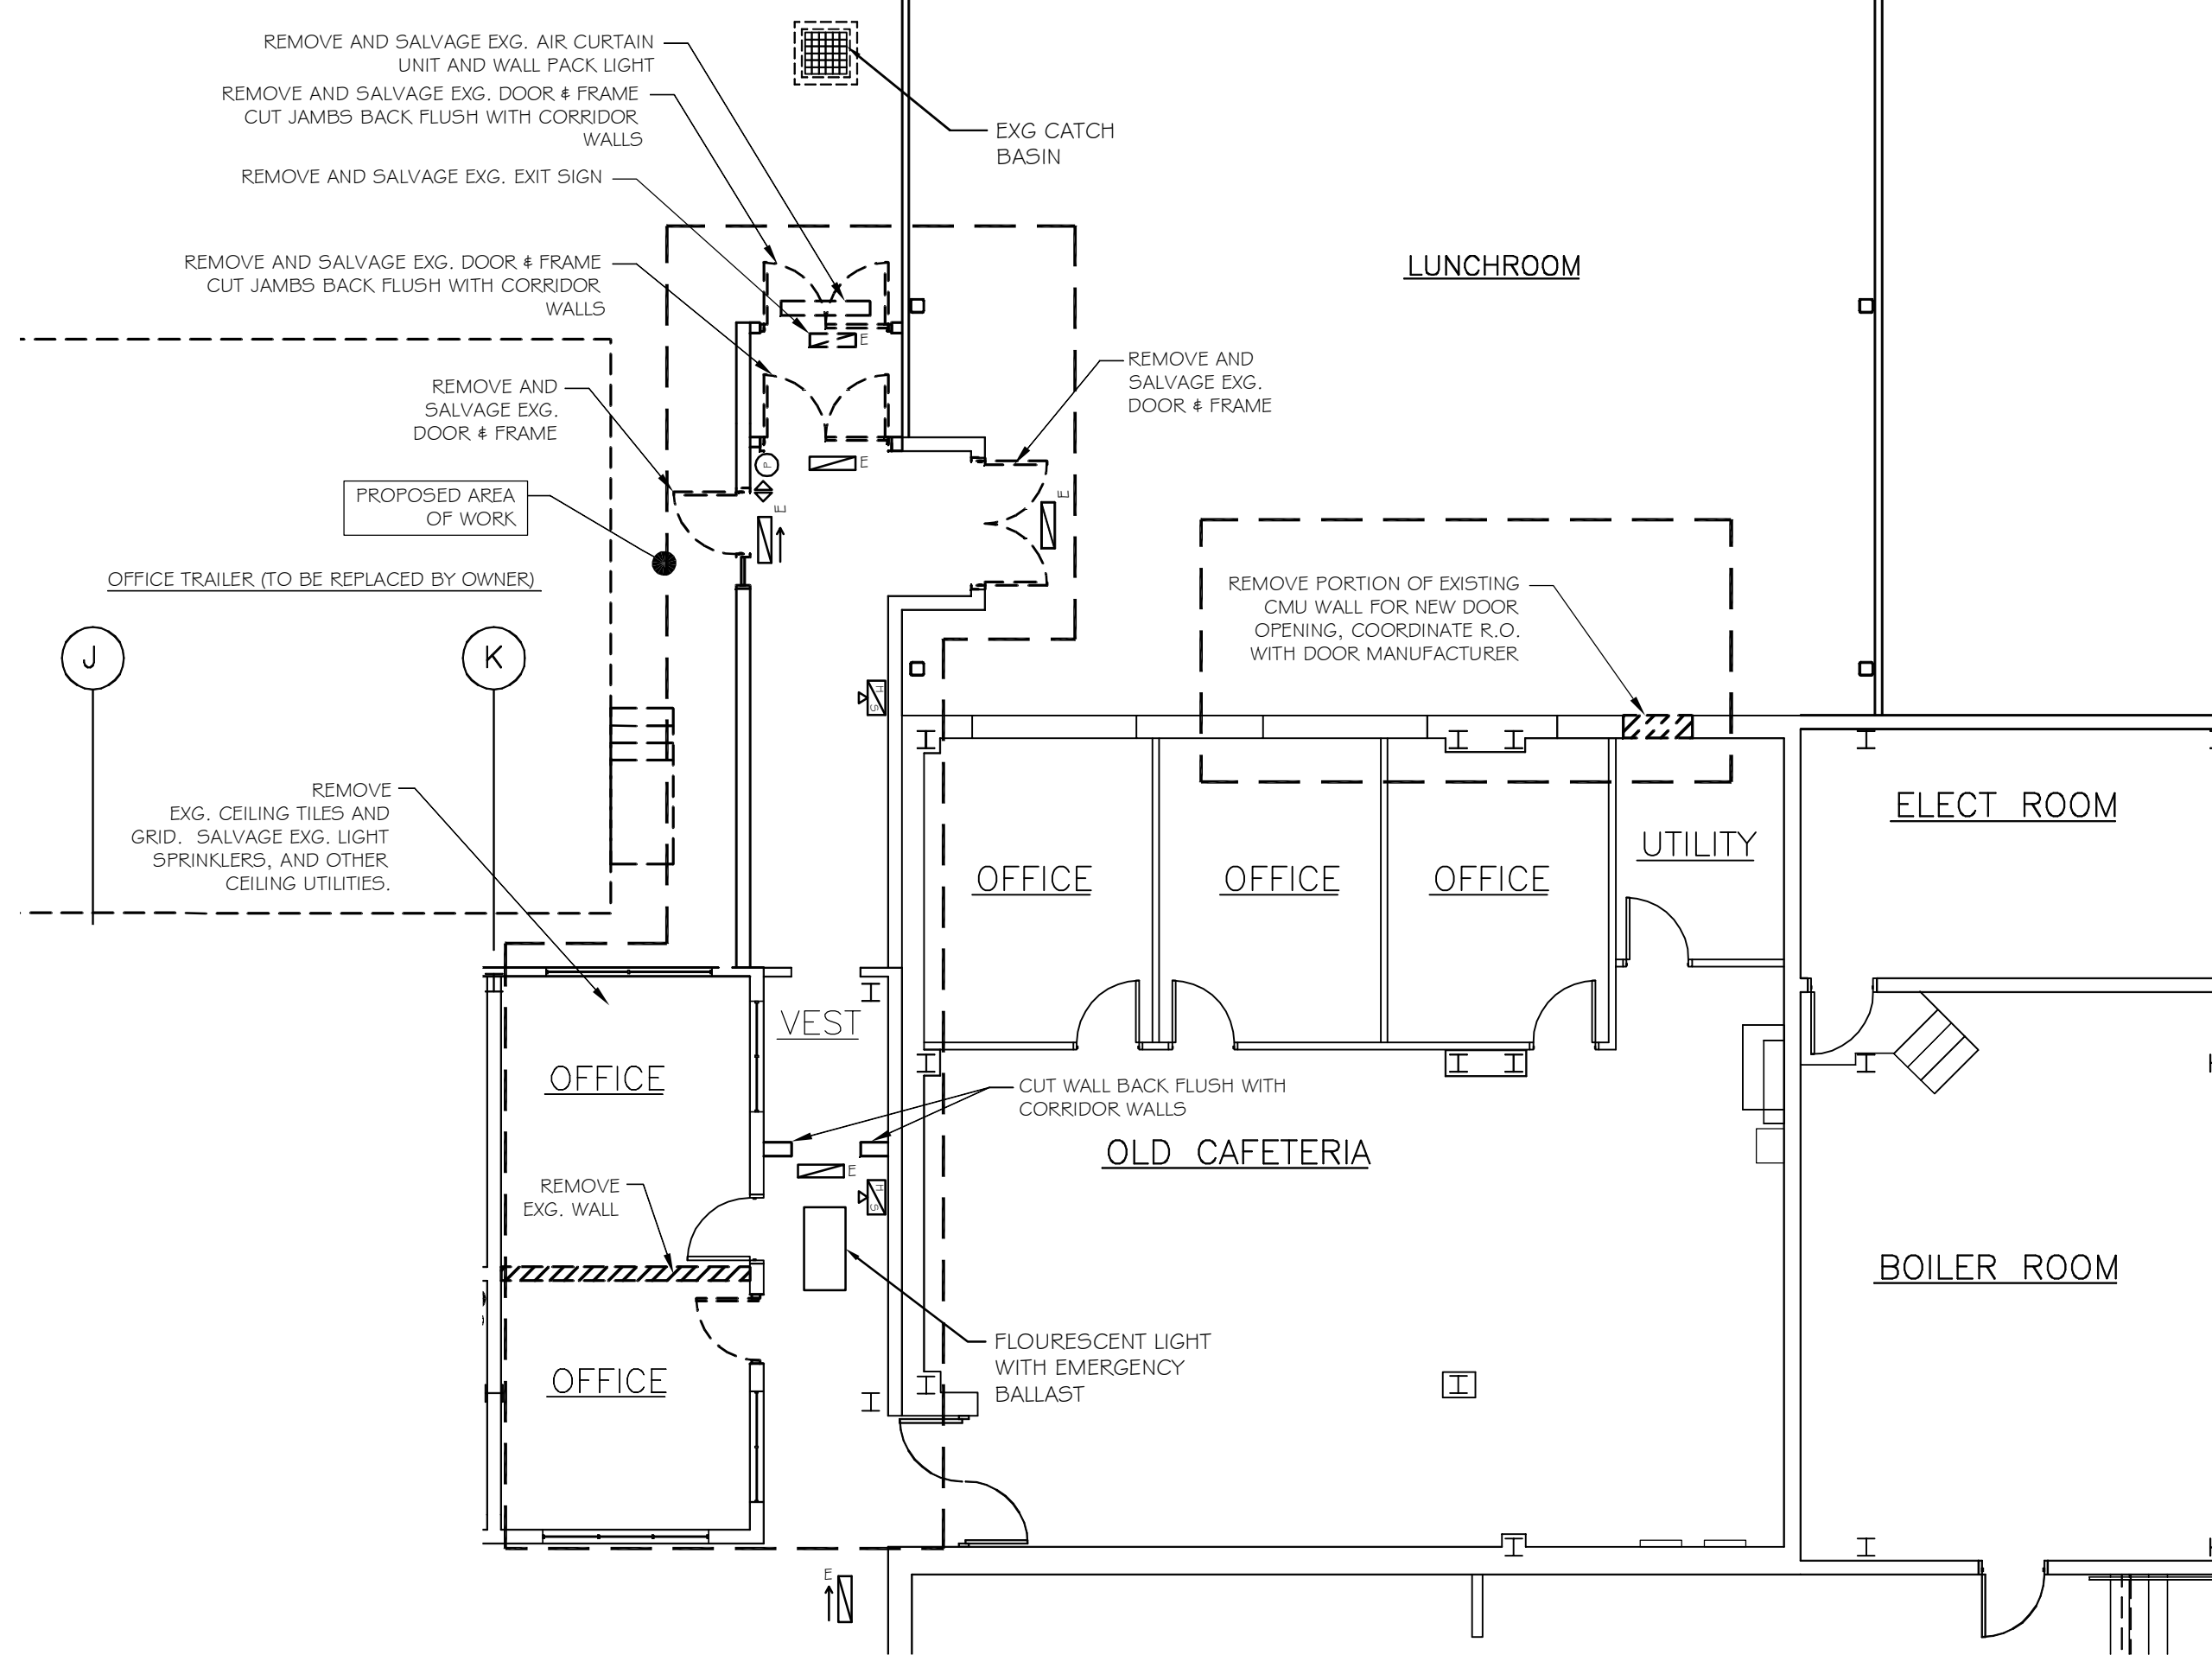 REMOVE AND SALVAGE EXG. AIR CURTAIN
UNIT AND WALL PACK LIGHT
REMOVE AND SALVAGE EXG. DOOR & FRAME
CUT JAMBS BACK FLUSH WITH CORRIDOR
WALLS
EXG CATCH
BASIN
REMOVE AND SALVAGE EXG. EXIT SIGN
REMOVE AND SALVAGE EXG. DOOR & FRAME
CUT JAMBS BACK FLUSH WITH CORRIDOR
WALLS
LUNCHROOM
E
REMOVE AND
SALVAGE EXG.
DOOR & FRAME
REMOVE AND
SALVAGE EXG.
DOOR & FRAME
P
E
E
E
PROPOSED AREA
OF WORK
OFFICE TRAILER (TO BE REPLACED BY OWNER)
REMOVE PORTION OF EXISTING
CMU WALL FOR NEW DOOR
OPENING, COORDINATE R.O.
WITH DOOR MANUFACTURER
J
K
H S
REMOVE
EXG. CEILING TILES AND
GRID. SALVAGE EXG. LIGHT
SPRINKLERS, AND OTHER
CEILING UTILITIES.
ELECT ROOM
UTILITY
OFFICE
OFFICE
OFFICE
VEST
OFFICE
CUT WALL BACK FLUSH WITH
CORRIDOR WALLS
OLD CAFETERIA
E
H S
REMOVE
EXG. WALL
BOILER ROOM
FLOURESCENT LIGHT
WITH EMERGENCY
BALLAST
OFFICE
E